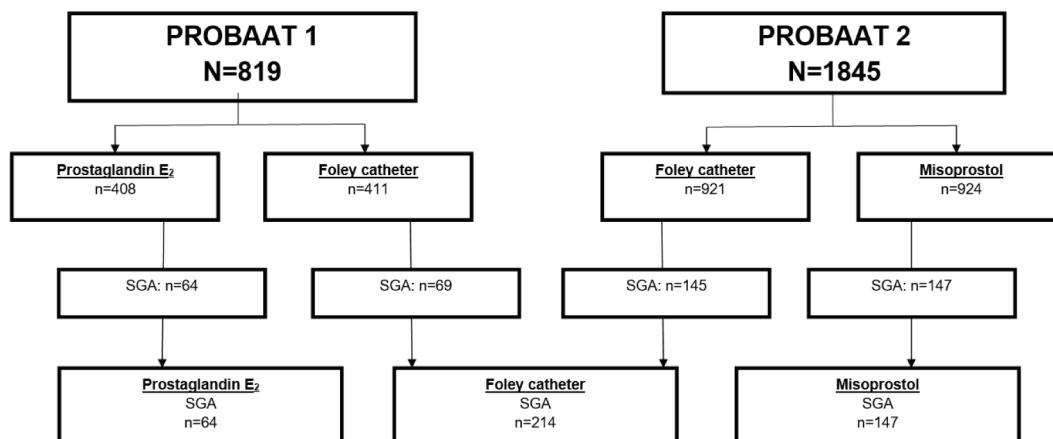 PROBAAT 1
N=819
PROBAAT 2
N=1845
Prostaglandin E₂
n=408
Foley catheter
n=411
Foley catheter
n=921
Misoprostol
n=924
SGA: n=64
SGA: n=69
SGA: n=145
SGA: n=147
Prostaglandin E₂
SGA
n=64
Foley catheter
SGA
n=214
Misoprostol
SGA
n=147